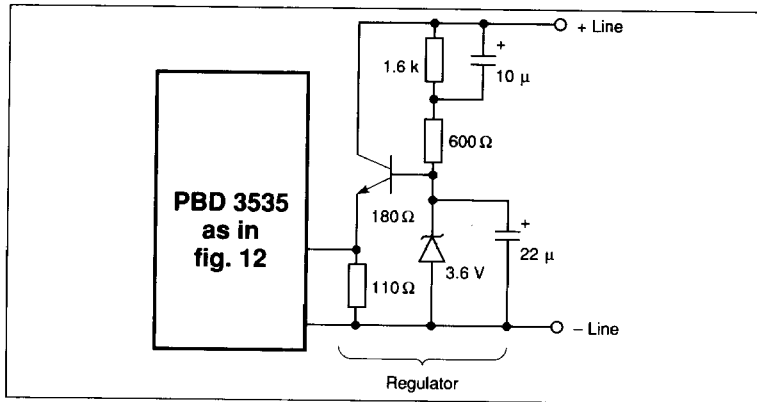 + Line
+
1.6 k
10 µ
600 Ω
PBD 3535
as in
fig. 12
180 Ω
+
22 µ
3.6 V
110 Ω
– Line
Regulator